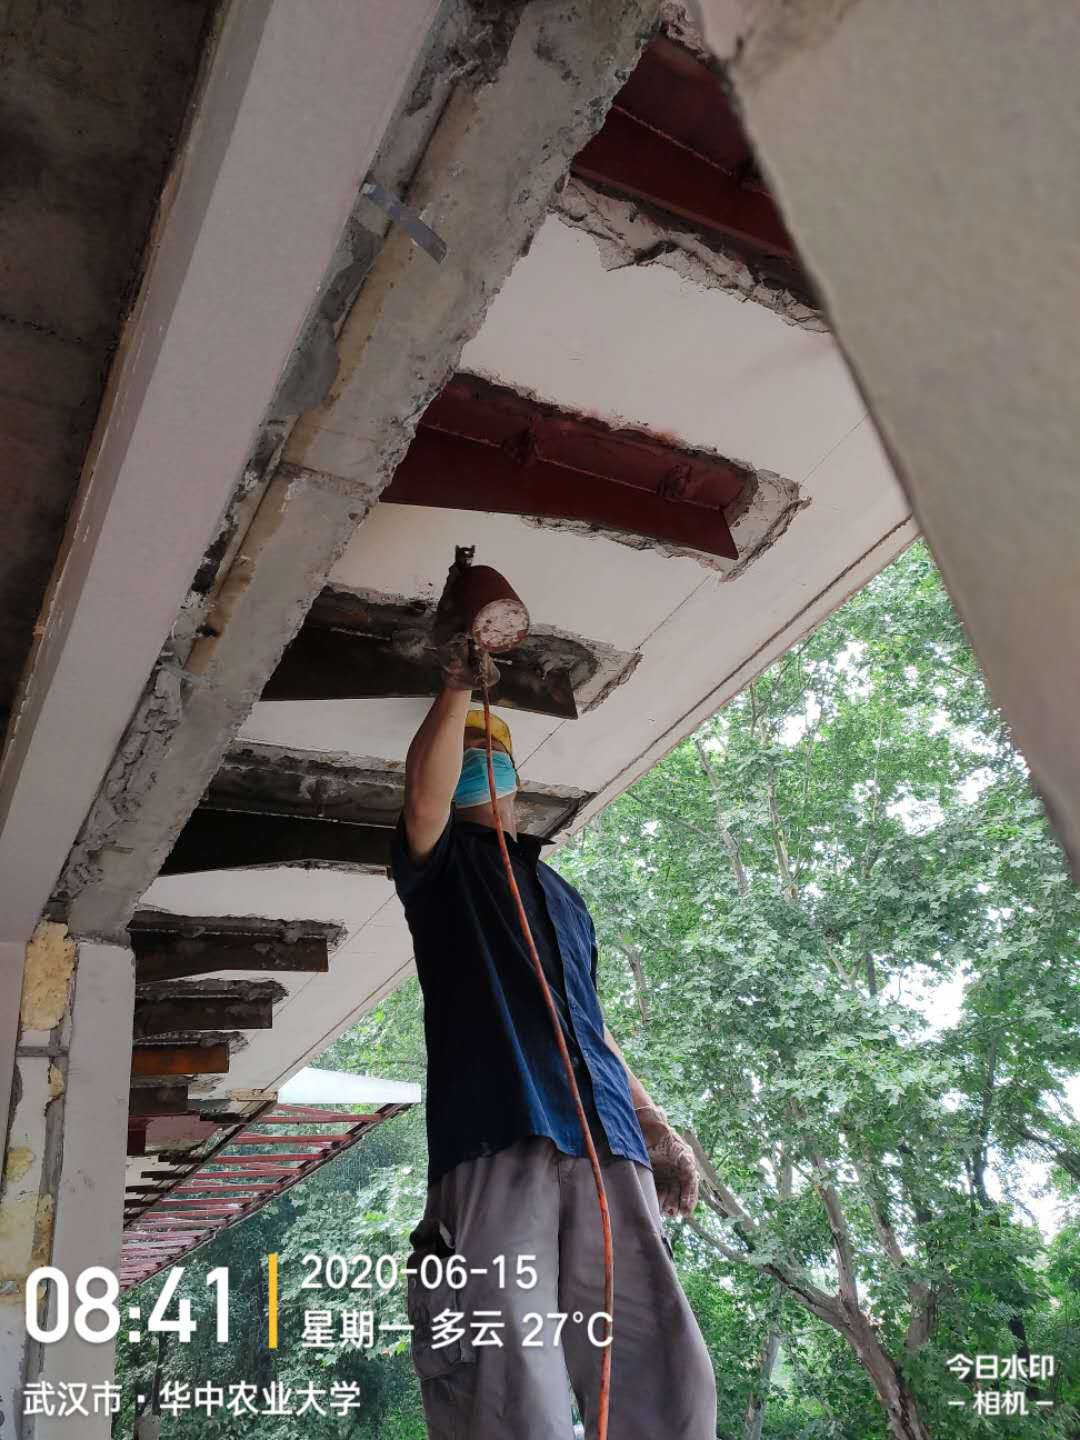 08:41
2020-06-15
星期一 多云 27°C
武汉市·华中农业大学
今日水印
-相机-